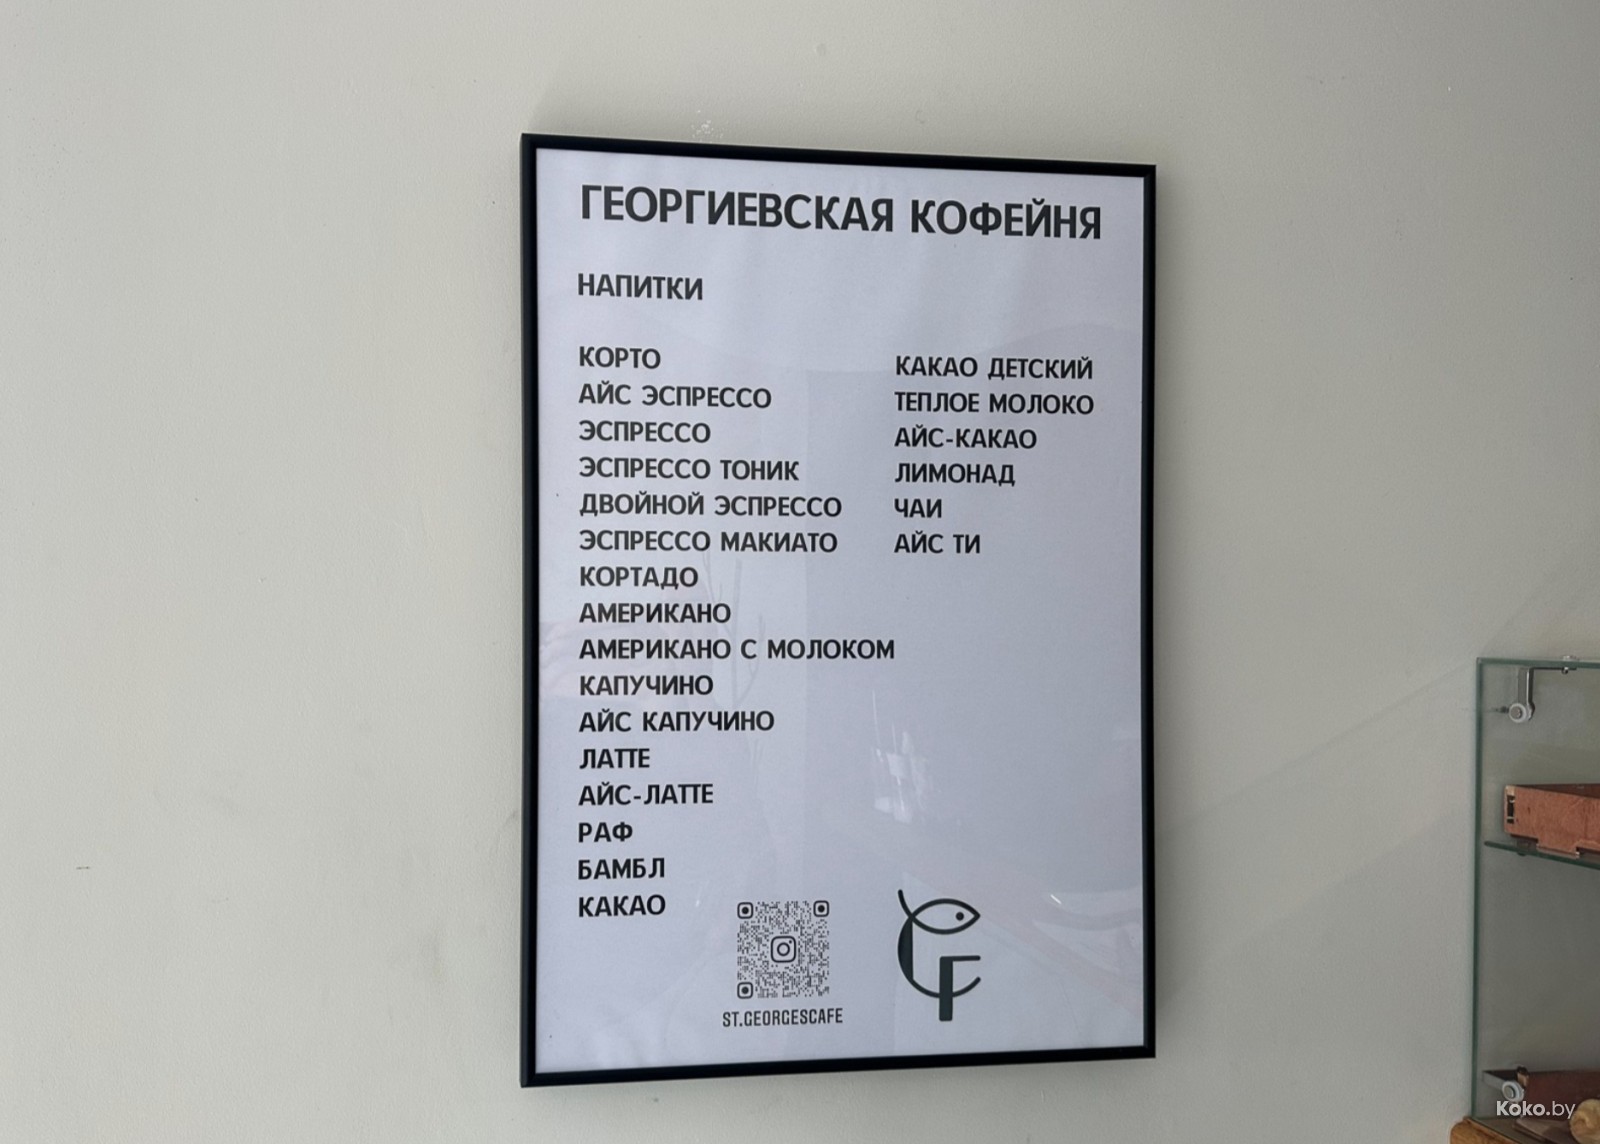 ГЕОРГИЕВСКАЯ КОФЕЙНЯ
НАПИТКИ
КОРТО
АЙС ЭСПРЕССО
ЭСПРЕССО
ЭСПРЕССО ТОНИК
ДВОЙНОЙ ЭСПРЕССО
ЭСПРЕССО МАКИАТО
КОРТАДО
АМЕРИКАНО
АМЕРИКАНО С МОЛОКОМ
КАПУЧИНО
АЙС КАПУЧИНО
ЛАТТЕ
АЙС-ЛАТТЕ
РАФ
БАМБЛ
КАКАО
КАКАО ДЕТСКИЙ
ТЕПЛОЕ МОЛОКО
АЙС-КАКАО
ЛИМОНАД
ЧАИ
АЙС ТИ
ST.GEORGESCAFE
Koko.by